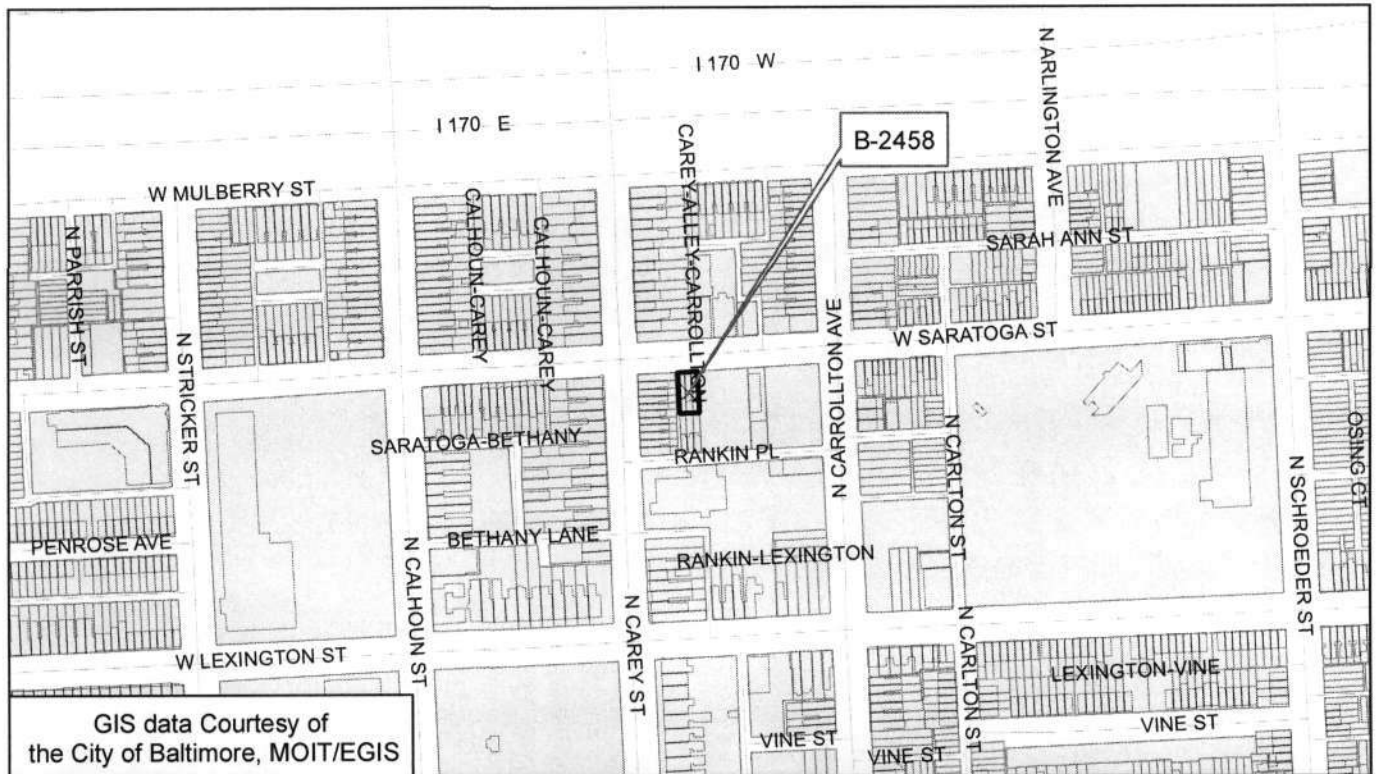 I 170 W
N ARLINGTON AVE
I 170 E
B-2458
CAREY-ALLEY-CARROLLTON
W MULBERRY ST
CALHOUN-CAREY
CALHOUN-CAREY
N PARRISH ST
SARAH ANN ST
N STRICKER ST
N CARROLLTON AVE
W SARATOGA ST
SARATOGA-BETHANY
RANKIN PL
N CARLTON ST
OSING CT
N SCHROEDER ST
PENROSE AVE
BETHANY LANE
RANKIN-LEXINGTON
N CALHOUN ST
N CAREY ST
N CARLTON ST
W LEXINGTON ST
LEXINGTON-VINE
VINE ST
VINE ST
VINE ST
GIS data Courtesy of
the City of Baltimore, MOIT/EGIS